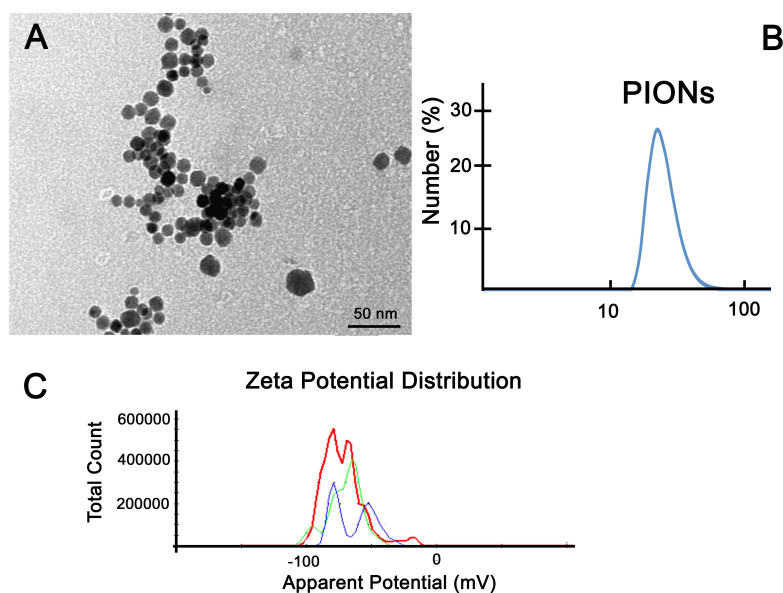 A
50 nm
B
PIONs
Number (%)
30
20
10
10
100
C
Zeta Potential Distribution
Total Count
600000
400000
200000
-100
0
Apparent Potential (mV)